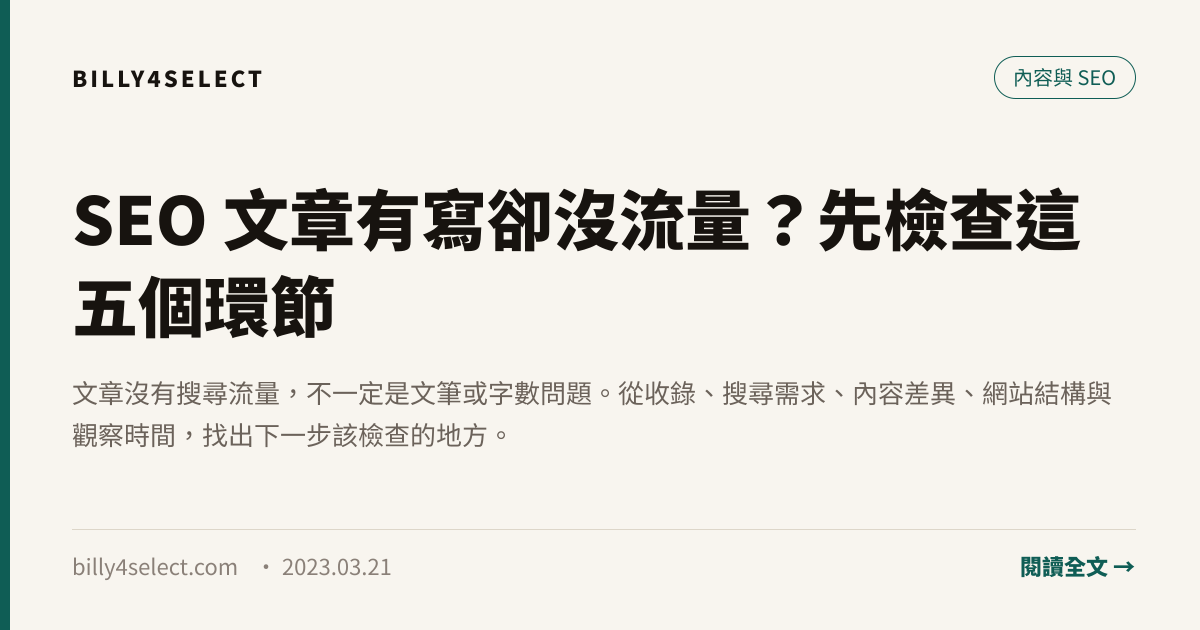 BILLY4SELECT
內容與 SEO
SEO 文章有寫卻沒流量？先檢查這
五個環節
文章沒有搜尋流量，不一定是文筆或字數問題。從收錄、搜尋需求、內容差異、網站結構與
觀察時間，找出下一步該檢查的地方。
billy4select.com ・ 2023.03.21
閱讀全文 →